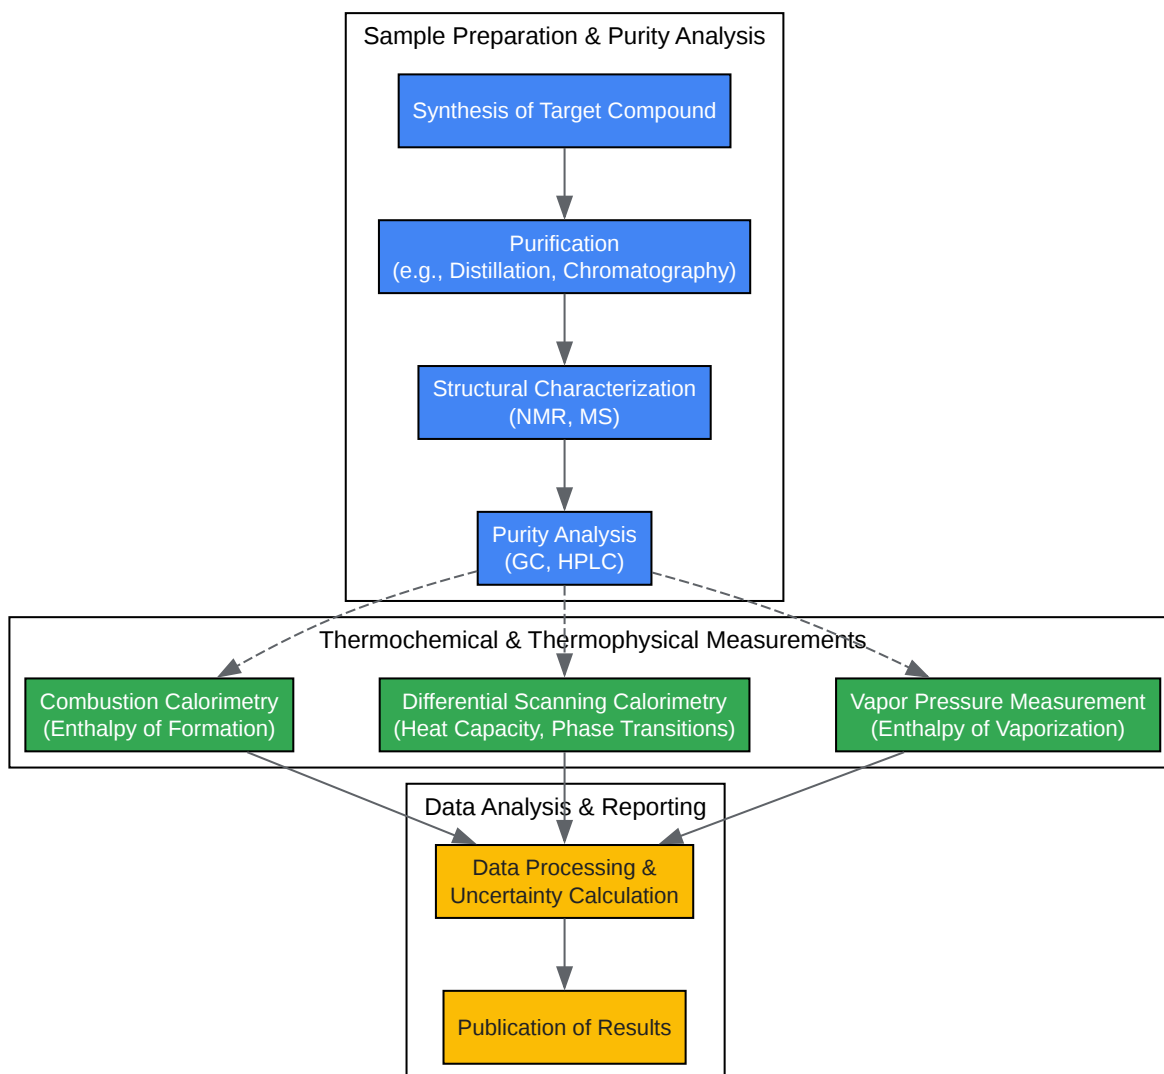 Sample Preparation & Purity Analysis
Synthesis of Target Compound
Purification
(e.g., Distillation, Chromatography)
Structural Characterization
(NMR, MS)
Purity Analysis
(GC, HPLC)
Thermochemical & Thermophysical Measurements
Combustion Calorimetry
(Enthalpy of Formation)
Differential Scanning Calorimetry
(Heat Capacity, Phase Transitions)
Vapor Pressure Measurement
(Enthalpy of Vaporization)
Data Analysis & Reporting
Data Processing &
Uncertainty Calculation
Publication of Results